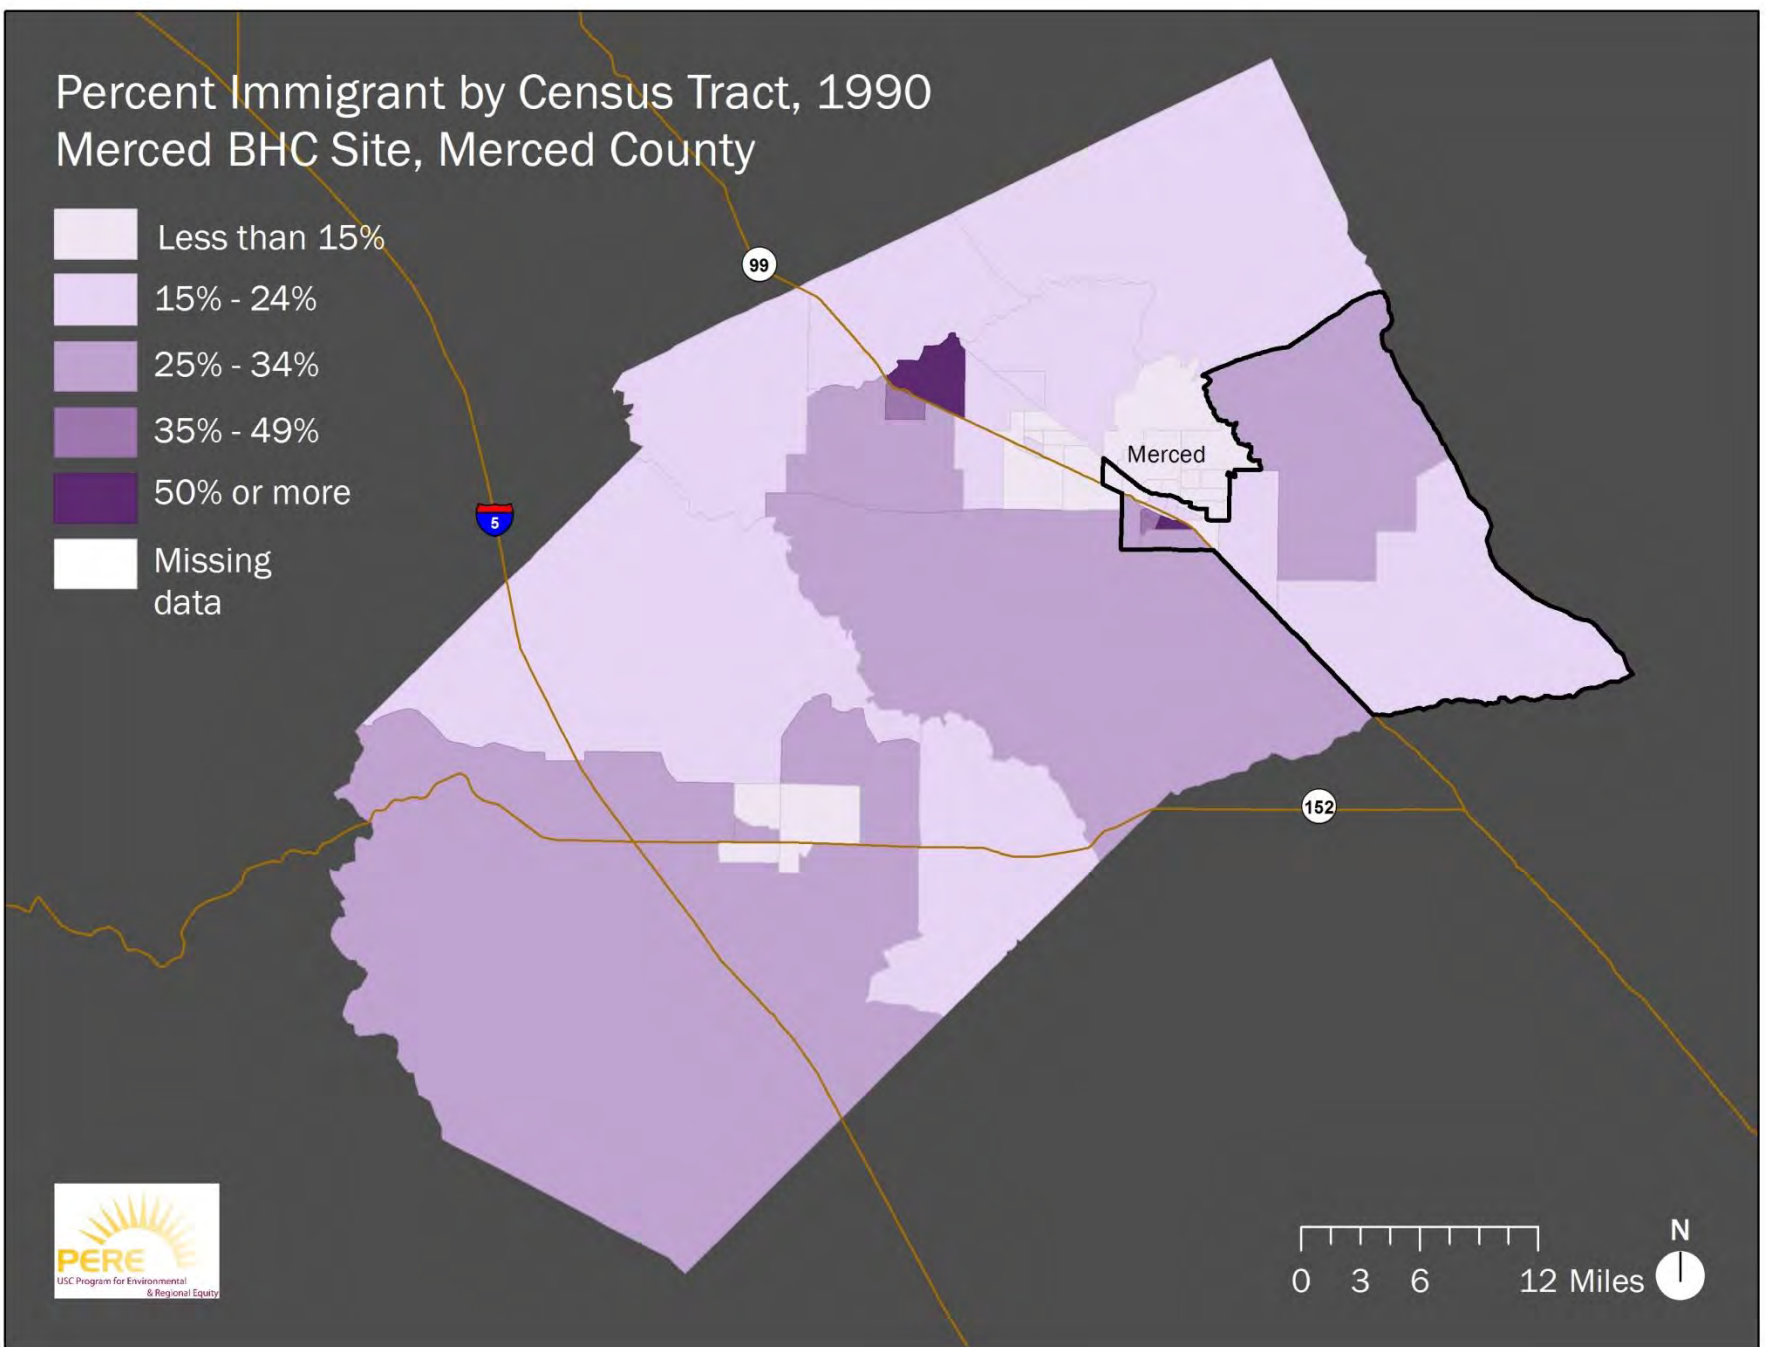 Percent Immigrant by Census Tract, 1990
Merced BHC Site, Merced County
Less than 15%
15% - 24%
25% - 34%
35% - 49%
50% or more
Missing
data
99
Merced
5
152
PERE
USC Program for Environmental
& Regional Equity
N
0 3 6 12 Miles